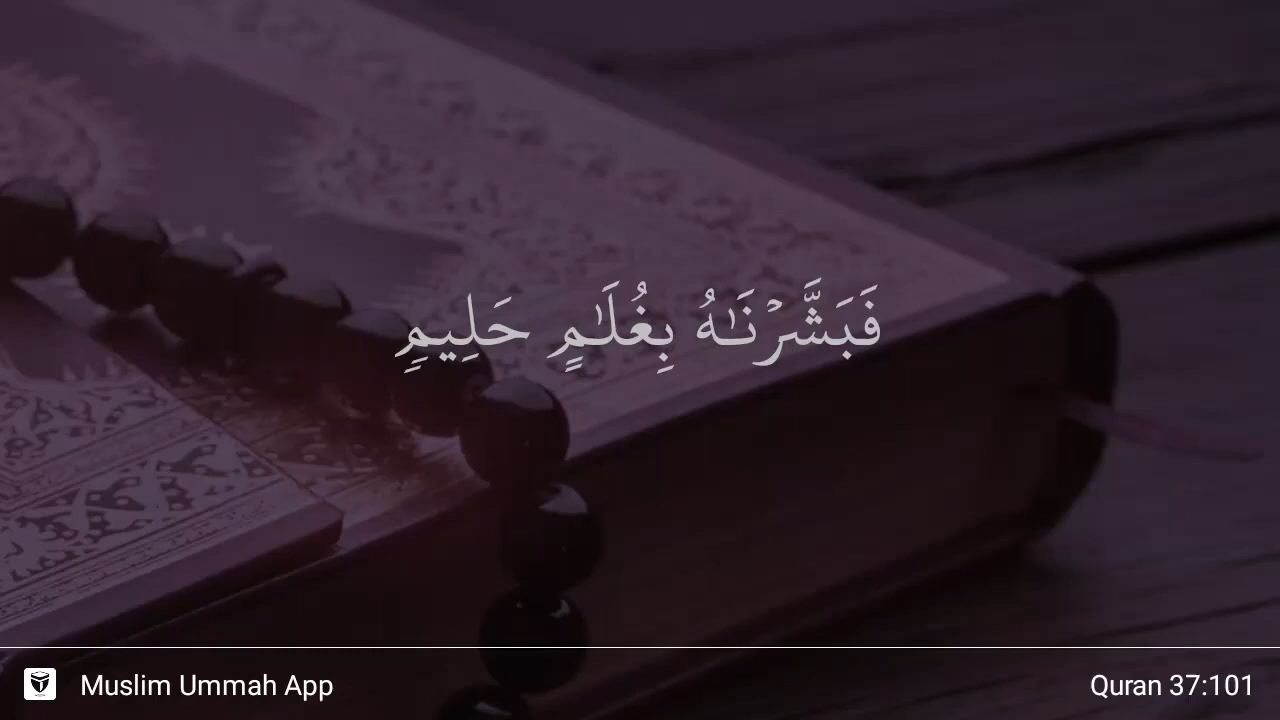 فَبَشَّرۡنَـٰهُ بِغُلَـٰمٍ حَلِيمِۢ
Muslim Ummah App
Quran 37:101